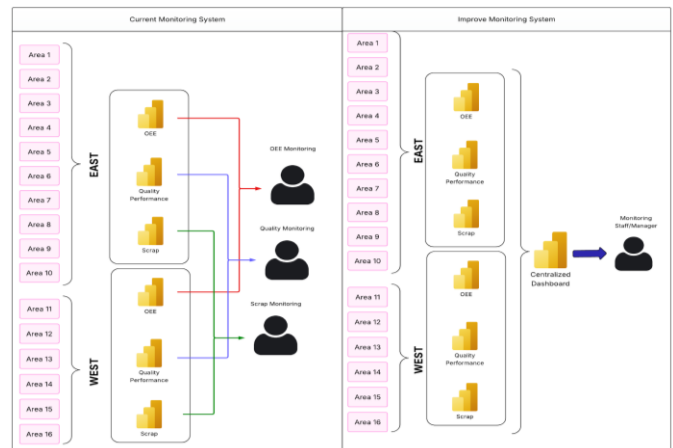 Current Monitoring System
Area 1
Area 2
Area 3
Area 4
Area 5
Area 6
Area 7
Area 8
Area 9
Area 10
EAST
Area 11
Area 12
Area 13
Area 14
Area 15
Area 16
WEST
OEE
Quality
Performance
Scrap
OEE
Quality
Performance
Scrap
OEE Monitoring
Quality Monitoring
Scrap Monitoring
Improve Monitoring System
Area 1
Area 2
Area 3
Area 4
Area 5
Area 6
Area 7
Area 8
Area 9
Area 10
EAST
Area 11
Area 12
Area 13
Area 14
Area 15
Area 16
WEST
OEE
Quality
Performance
Scrap
OEE
Quality
Performance
Scrap
Centralized
Dashboard
Monitoring
Staff/Manager